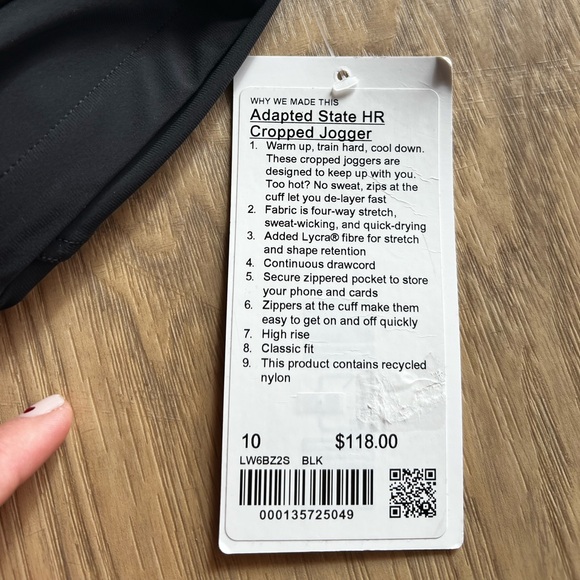 WHY WE MADE THIS
Adapted State HR
Cropped Jogger
1. Warm up, train hard, cool down.
These cropped joggers are
designed to keep up with you.
Too hot? No sweat, zips at the
cuff let you de-layer fast
2. Fabric is four-way stretch,
sweat-wicking, and quick-drying
3. Added Lycra® fibre for stretch
and shape retention
4. Continuous drawcord
5. Secure zippered pocket to store
your phone and cards
6. Zippers at the cuff make them
easy to get on and off quickly
7. High rise
8. Classic fit
9. This product contains recycled
nylon
10 $118.00
LW6BZ2S BLK
000135725049